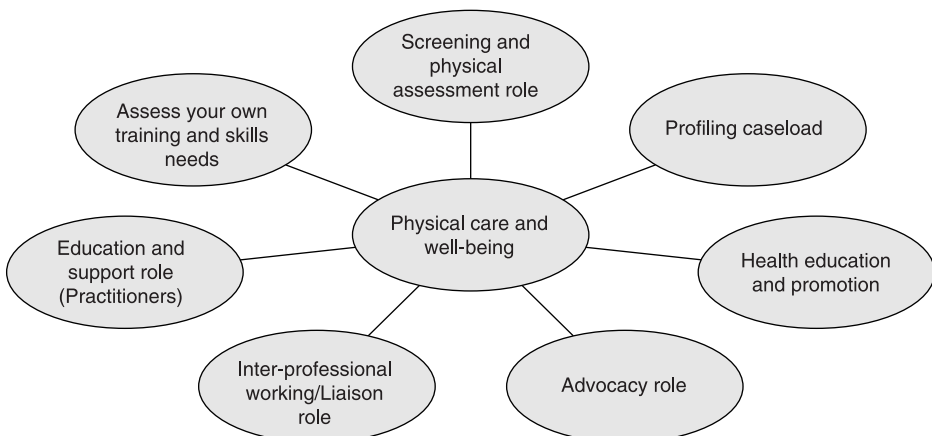 Screening and
physical
assessment role
Assess your own
training and skills
needs
Profiling caseload
Physical care and
well-being
Education and
support role
(Practitioners)
Health education
and promotion
Inter-professional
working/Liaison
role
Advocacy role